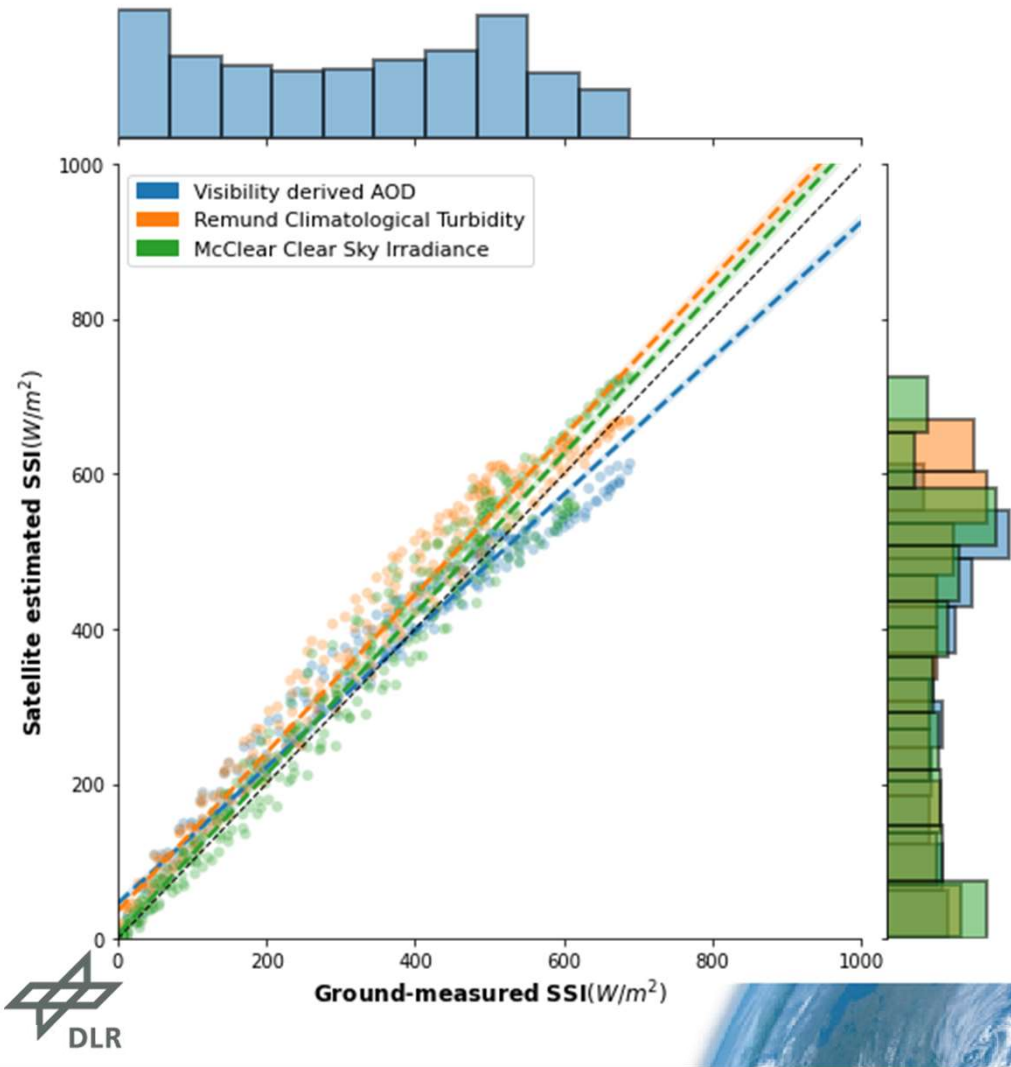 1000
Visibility derived AOD
Remund Climatological Turbidity
McClear Clear Sky Irradiance
800
600
400
200
0
Satellite estimated SSI(W/m²)
0 200 400 600 800 1000
Ground-measured SSI(W/m²)
DLR